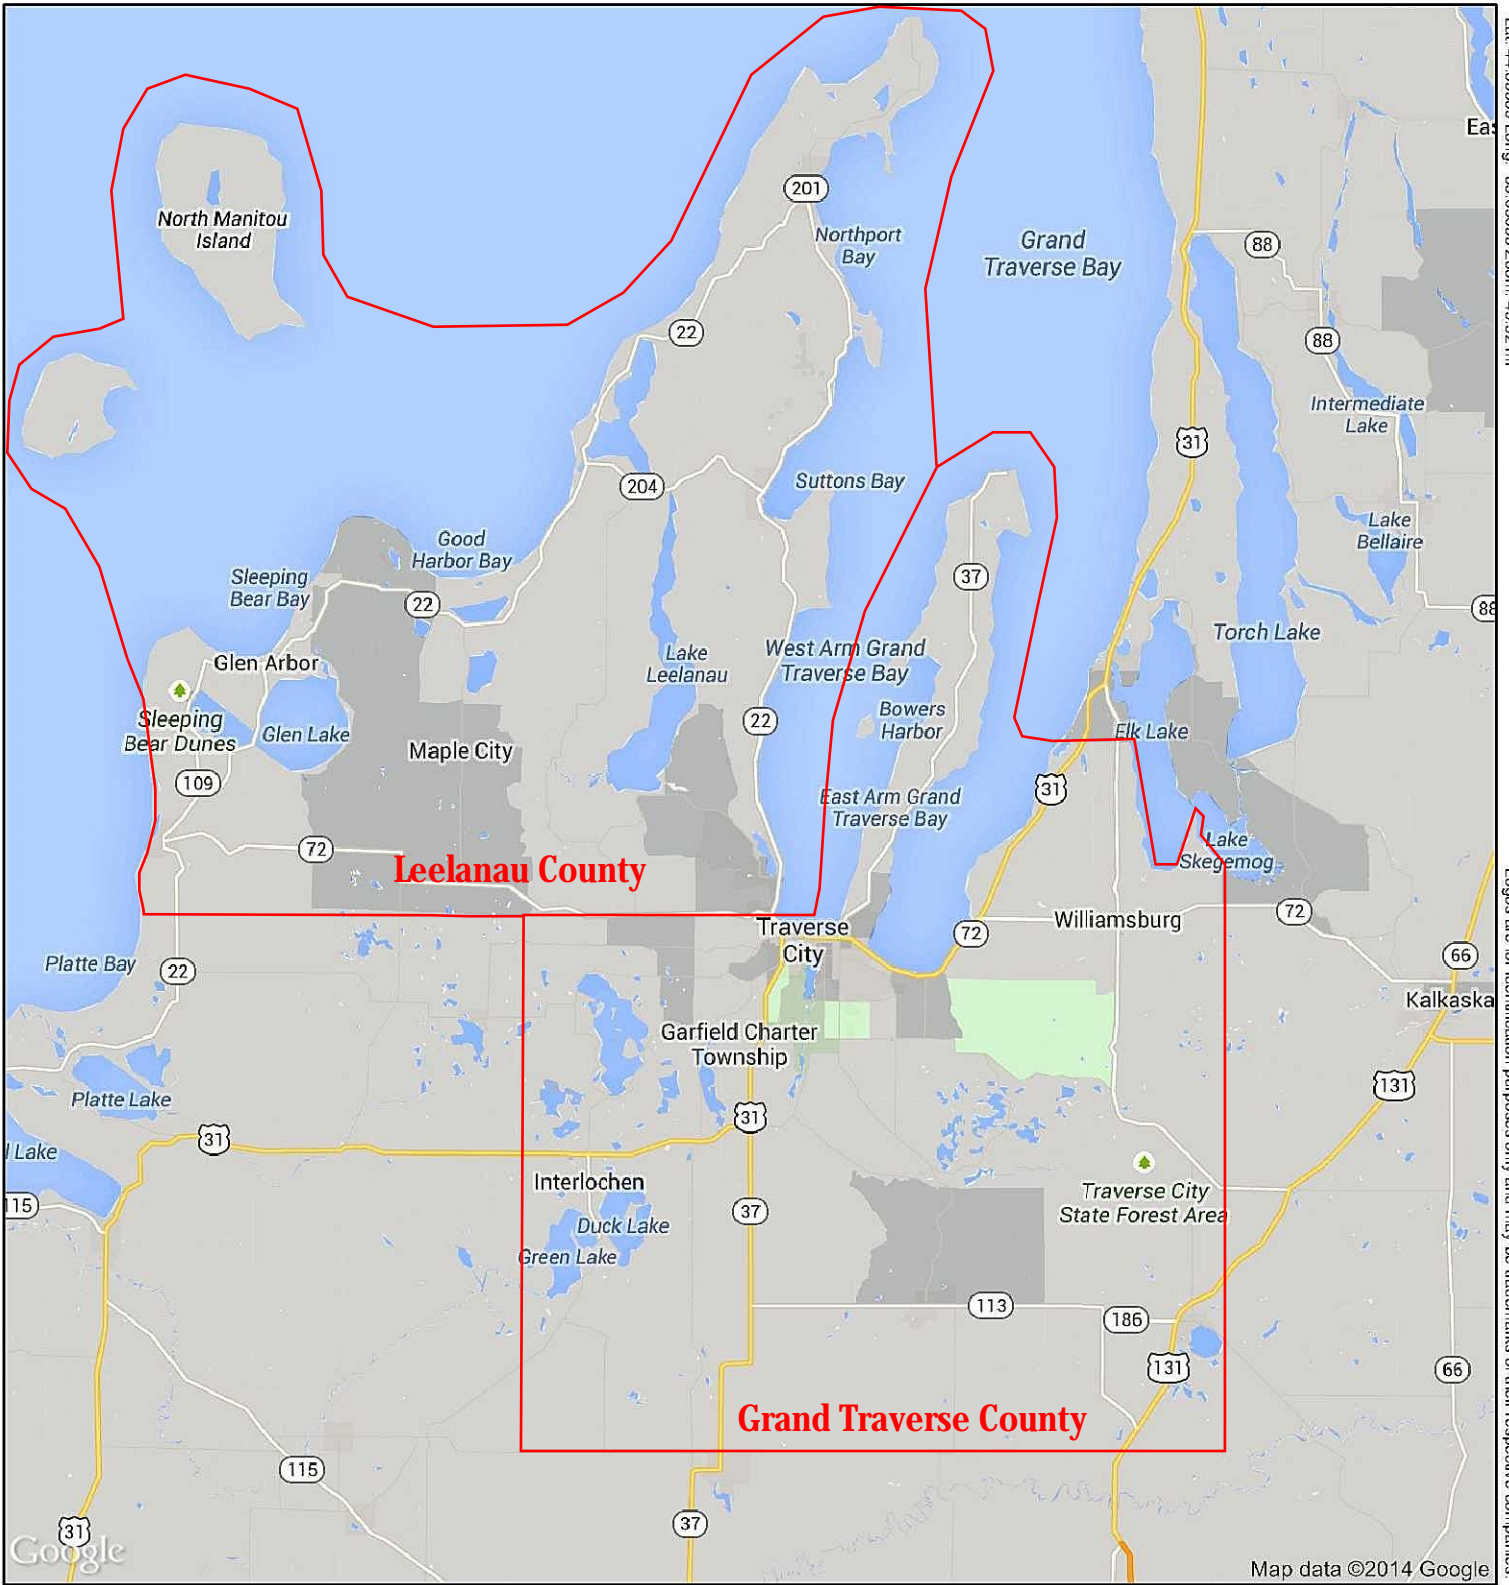 Eas
201
North Manitou
Island
Northport
Bay
Grand
Traverse Bay
88
22
88
Intermediate
Lake
31
204
Suttons Bay
Good
Harbor Bay
Lake
Bellaire
Sleeping
Bear Bay
37
22
88
Torch Lake
Glen Arbor
Lake
Leelanau
West Arm Grand
Traverse Bay
Sleeping
Bear Dunes
Glen Lake
22
Bowers
Harbor
Elk Lake
Maple City
109
31
East Arm Grand
Traverse Bay
72
Lake
Skegemog
Leelanau County
Traverse
City
Williamsburg
72
72
Platte Bay
22
66
Kalkaska
Garfield Charter
Township
Platte Lake
131
31
31
l Lake
Interlochen
115
Duck Lake
37
Traverse City
State Forest Area
Green Lake
113
186
131
66
Grand Traverse County
115
31
37
Google
Map data ©2014 Google